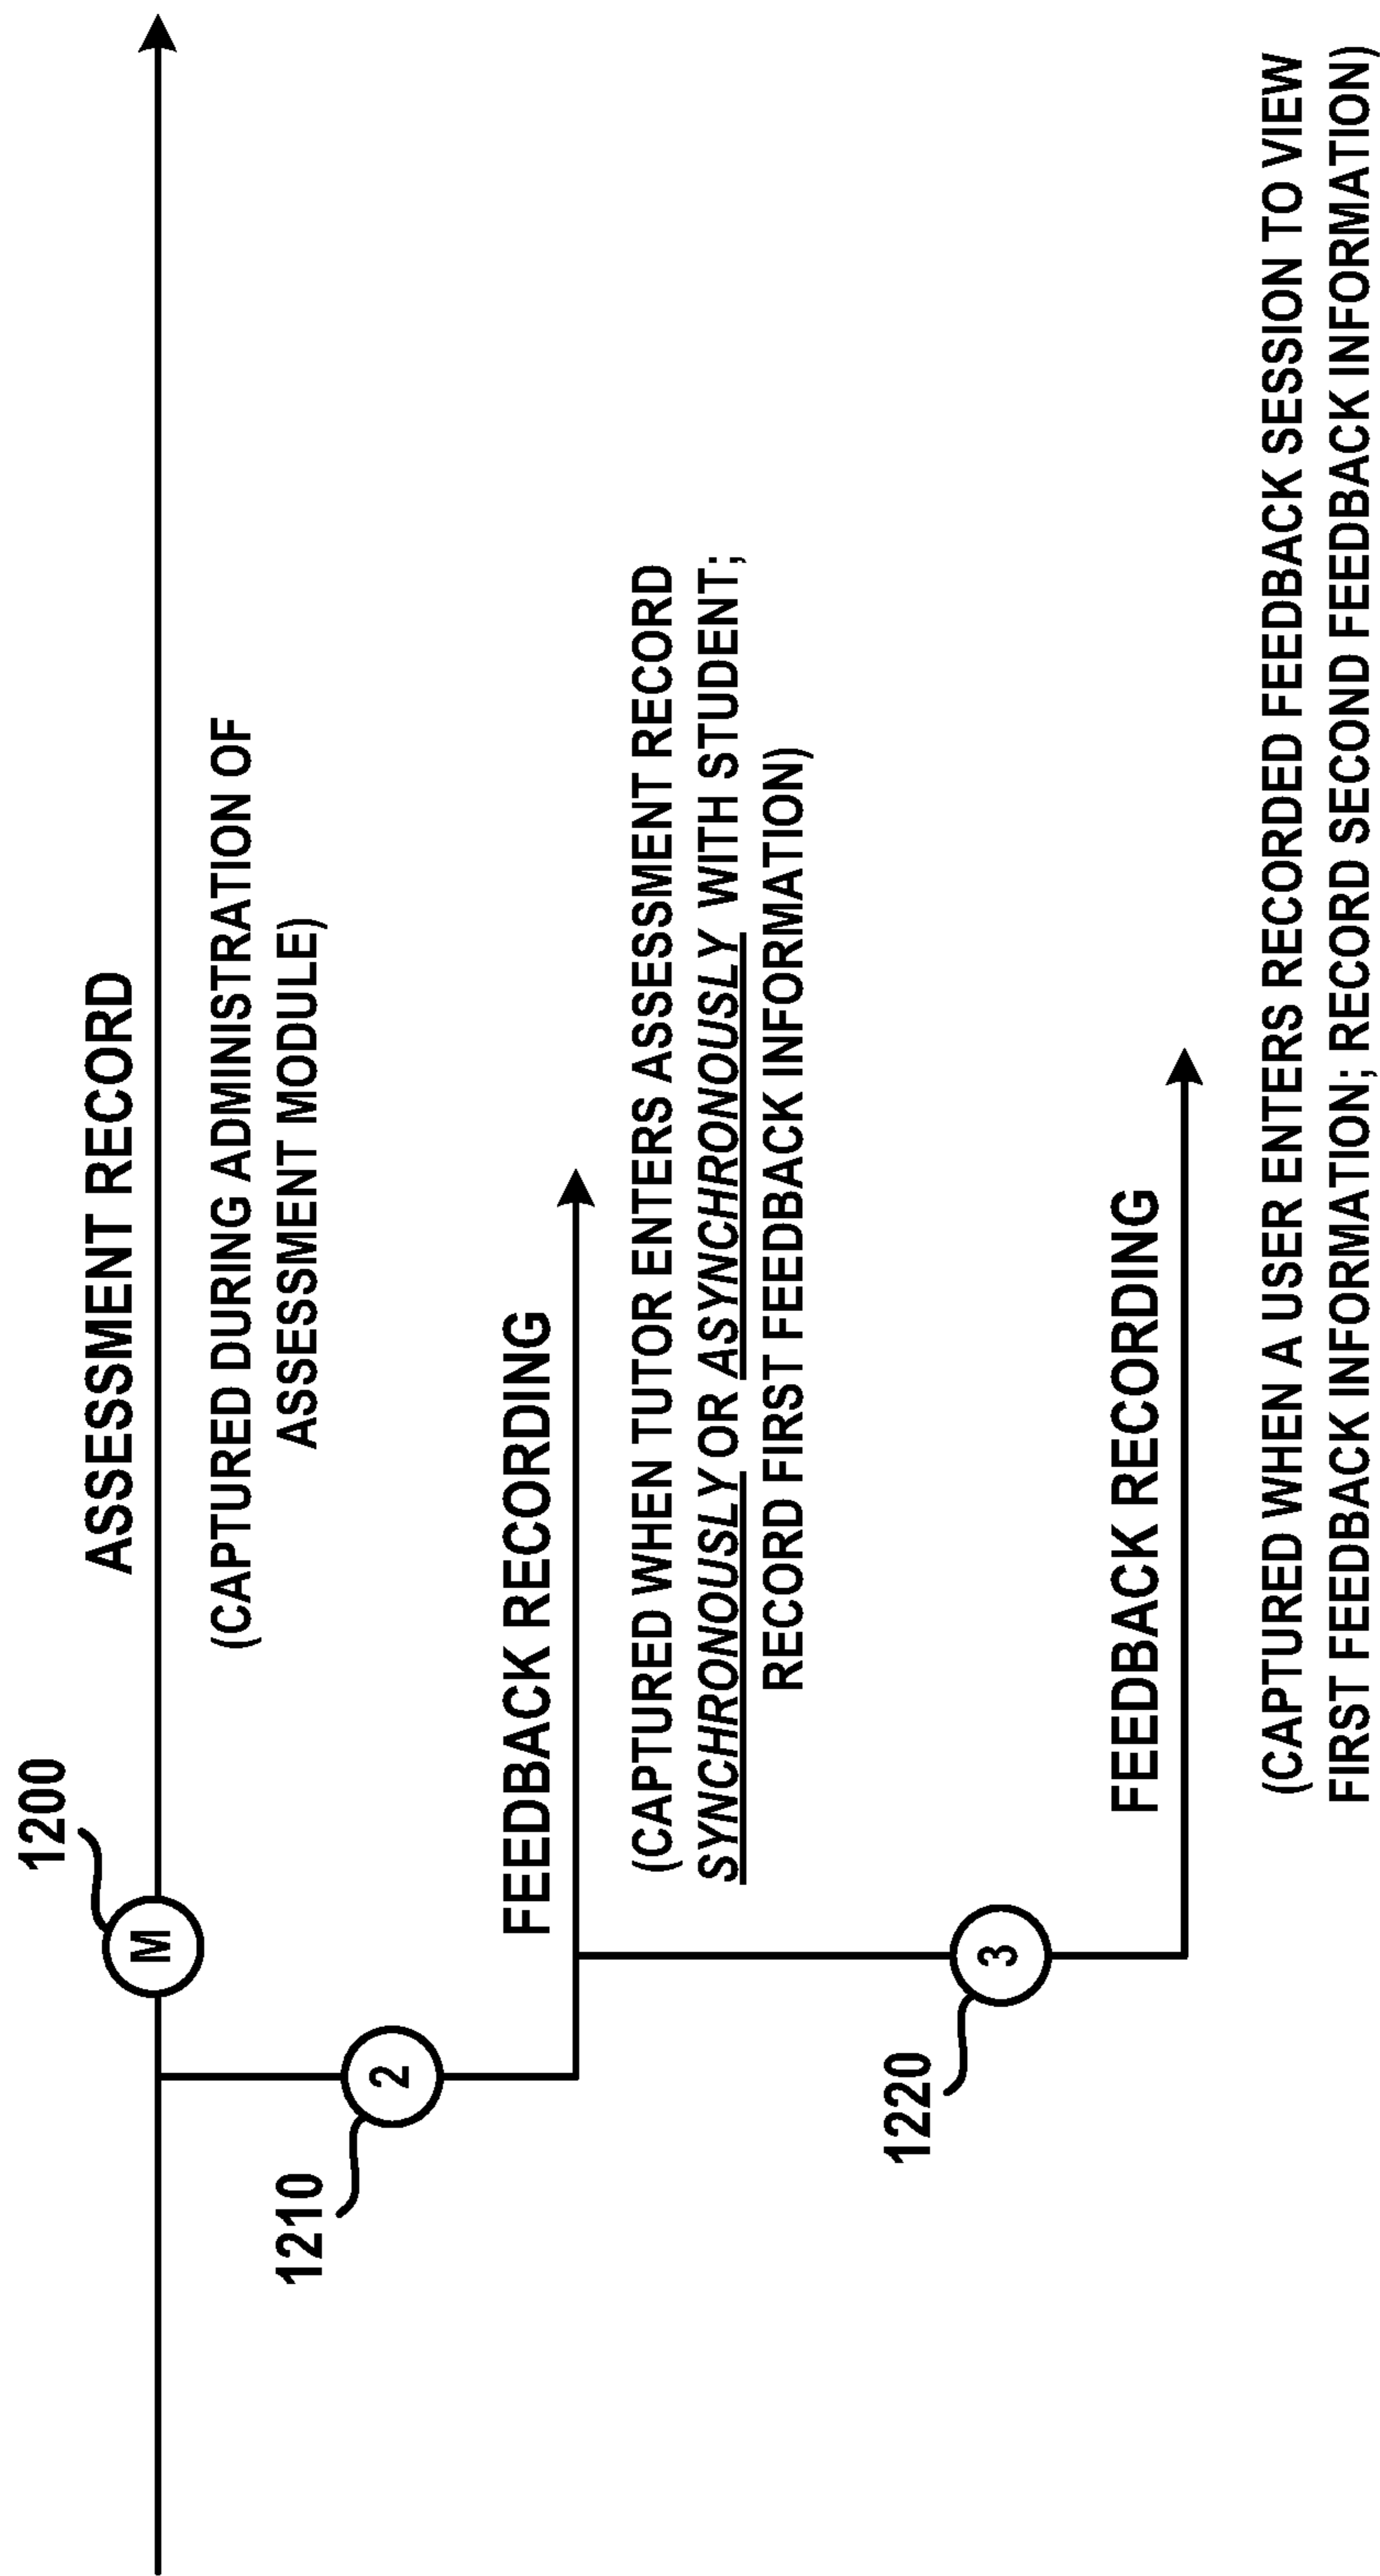 1200
M
ASSESSMENT RECORD
(CAPTURED DURING ADMINISTRATION OF
ASSESSMENT MODULE)
1210
2
FEEDBACK RECORDING
(CAPTURED WHEN TUTOR ENTERS ASSESSMENT RECORD
SYNCHRONOUSLY OR ASYNCHRONOUSLY WITH STUDENT;
RECORD FIRST FEEDBACK INFORMATION)
1220
3
FEEDBACK RECORDING
(CAPTURED WHEN A USER ENTERS RECORDED FEEDBACK SESSION TO VIEW
FIRST FEEDBACK INFORMATION; RECORD SECOND FEEDBACK INFORMATION)